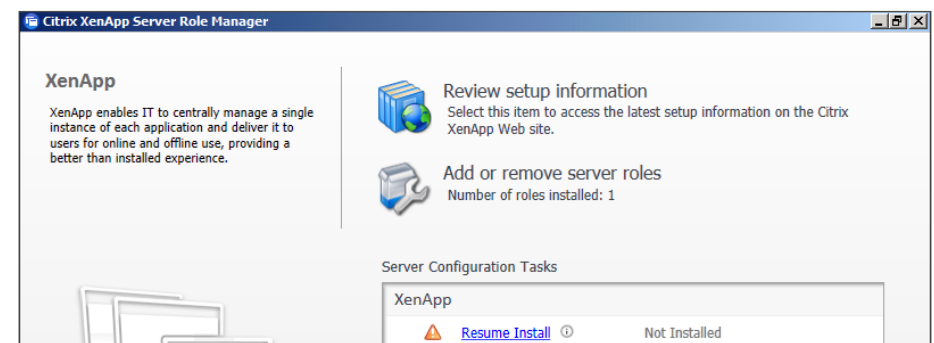 Citrix XenApp Server Role Manager
XenApp
XenApp enables IT to centrally manage a single
instance of each application and deliver it to
users for online and offline use, providing a
better than installed experience.
Review setup information
Select this item to access the latest setup information on the Citrix
XenApp Web site.
Add or remove server roles
Number of roles installed: 1
Server Configuration Tasks
XenApp
Resume Install Not Installed